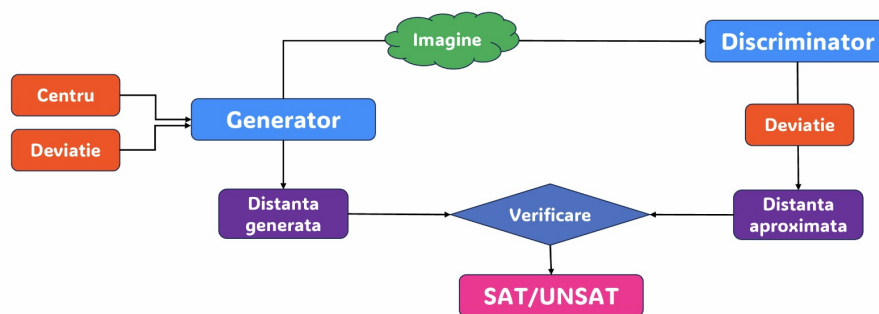 Imagine
Discriminator
Centru
Generator
Deviatie
Deviatie
Distanta
generata
Verificare
Distanta
aproximata
SAT/UNSAT